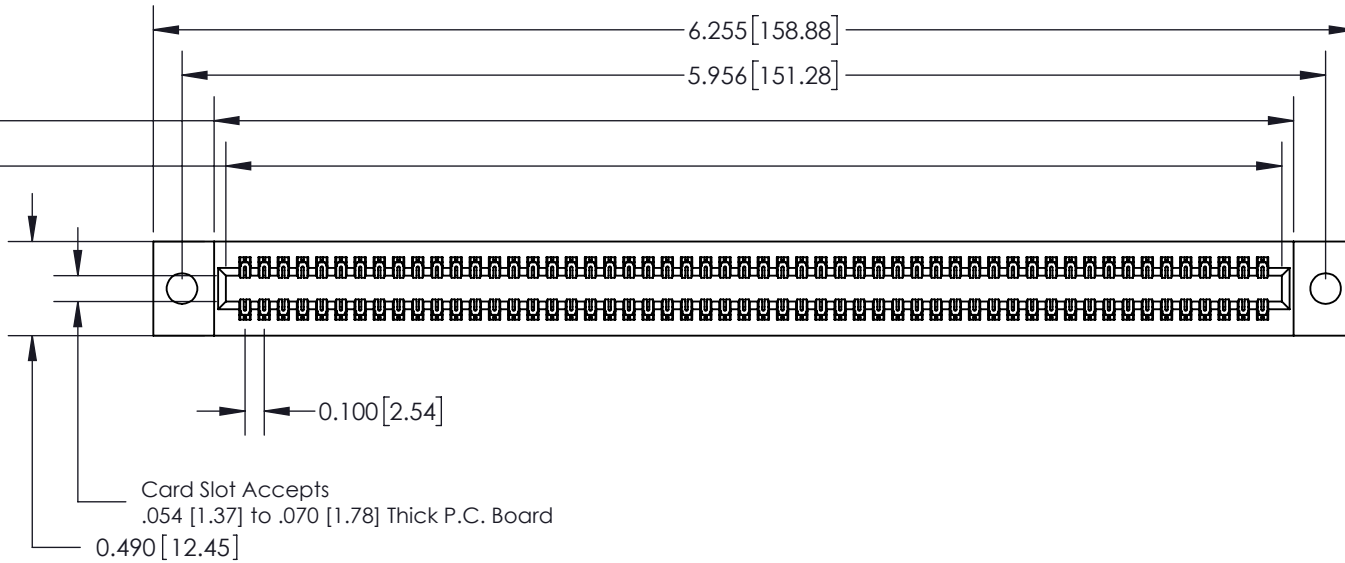 6.255[158.88]
5.956[151.28]
0.100[2.54]
Card Slot Accepts
.054 [1.37] to .070 [1.78] Thick P.C. Board
0.490[12.45]